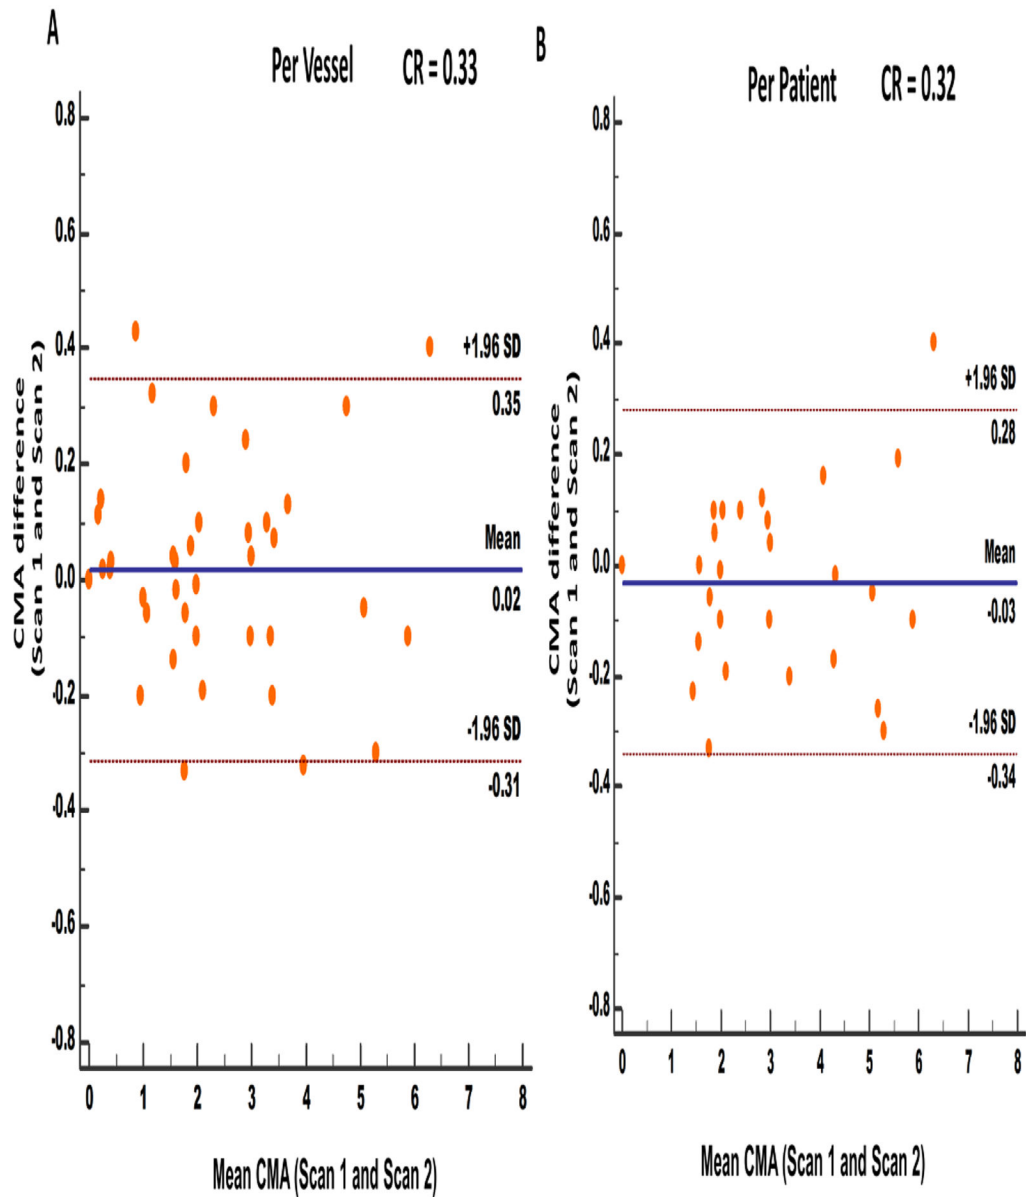 A
Per Vessel CR = 0.33
0.8
0.6
0.4
0.2
0.0
-0.2
-0.4
-0.6
-0.8
CMA difference
(Scan 1 and Scan 2)
+1.96 SD
0.35
Mean
0.02
-1.96 SD
-0.31
0 1 2 3 4 5 6 7 8
Mean CMA (Scan 1 and Scan 2)
B
Per Patient CR = 0.32
0.8
0.6
0.4
0.2
0.0
-0.2
-0.4
-0.6
-0.8
CMA difference
(Scan 1 and Scan 2)
+1.96 SD
0.28
Mean
-0.03
-1.96 SD
-0.34
0 1 2 3 4 5 6 7 8
Mean CMA (Scan 1 and Scan 2)